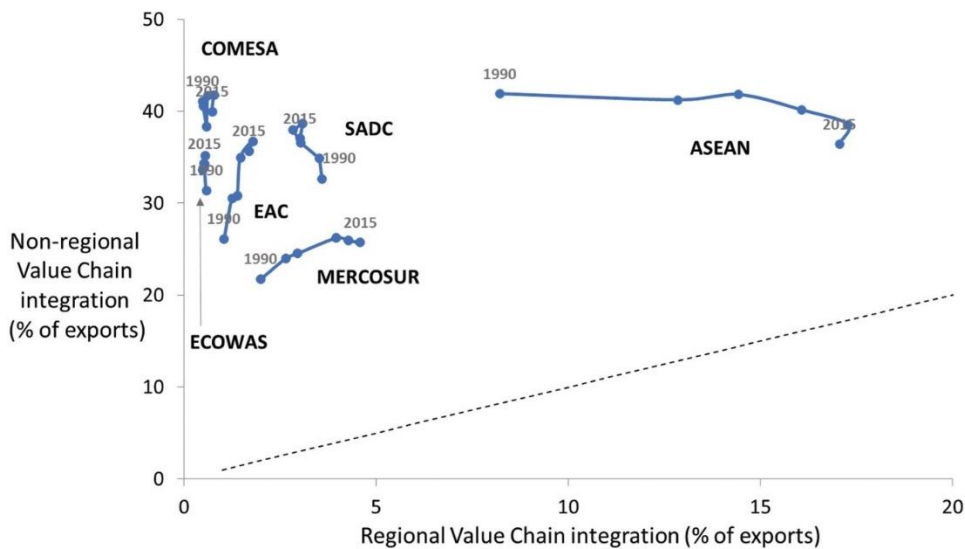 50
COMESA
1990
2015
40
2015
1990
SADC
1990
2015
ASEAN
2015
2015
1990
30
EAC
1990
2015
1990
MERCOSUR
Non-regional
Value Chain
integration
(% of exports)
20
ECOWAS
10
0
0
5
10
15
20
Regional Value Chain integration (% of exports)